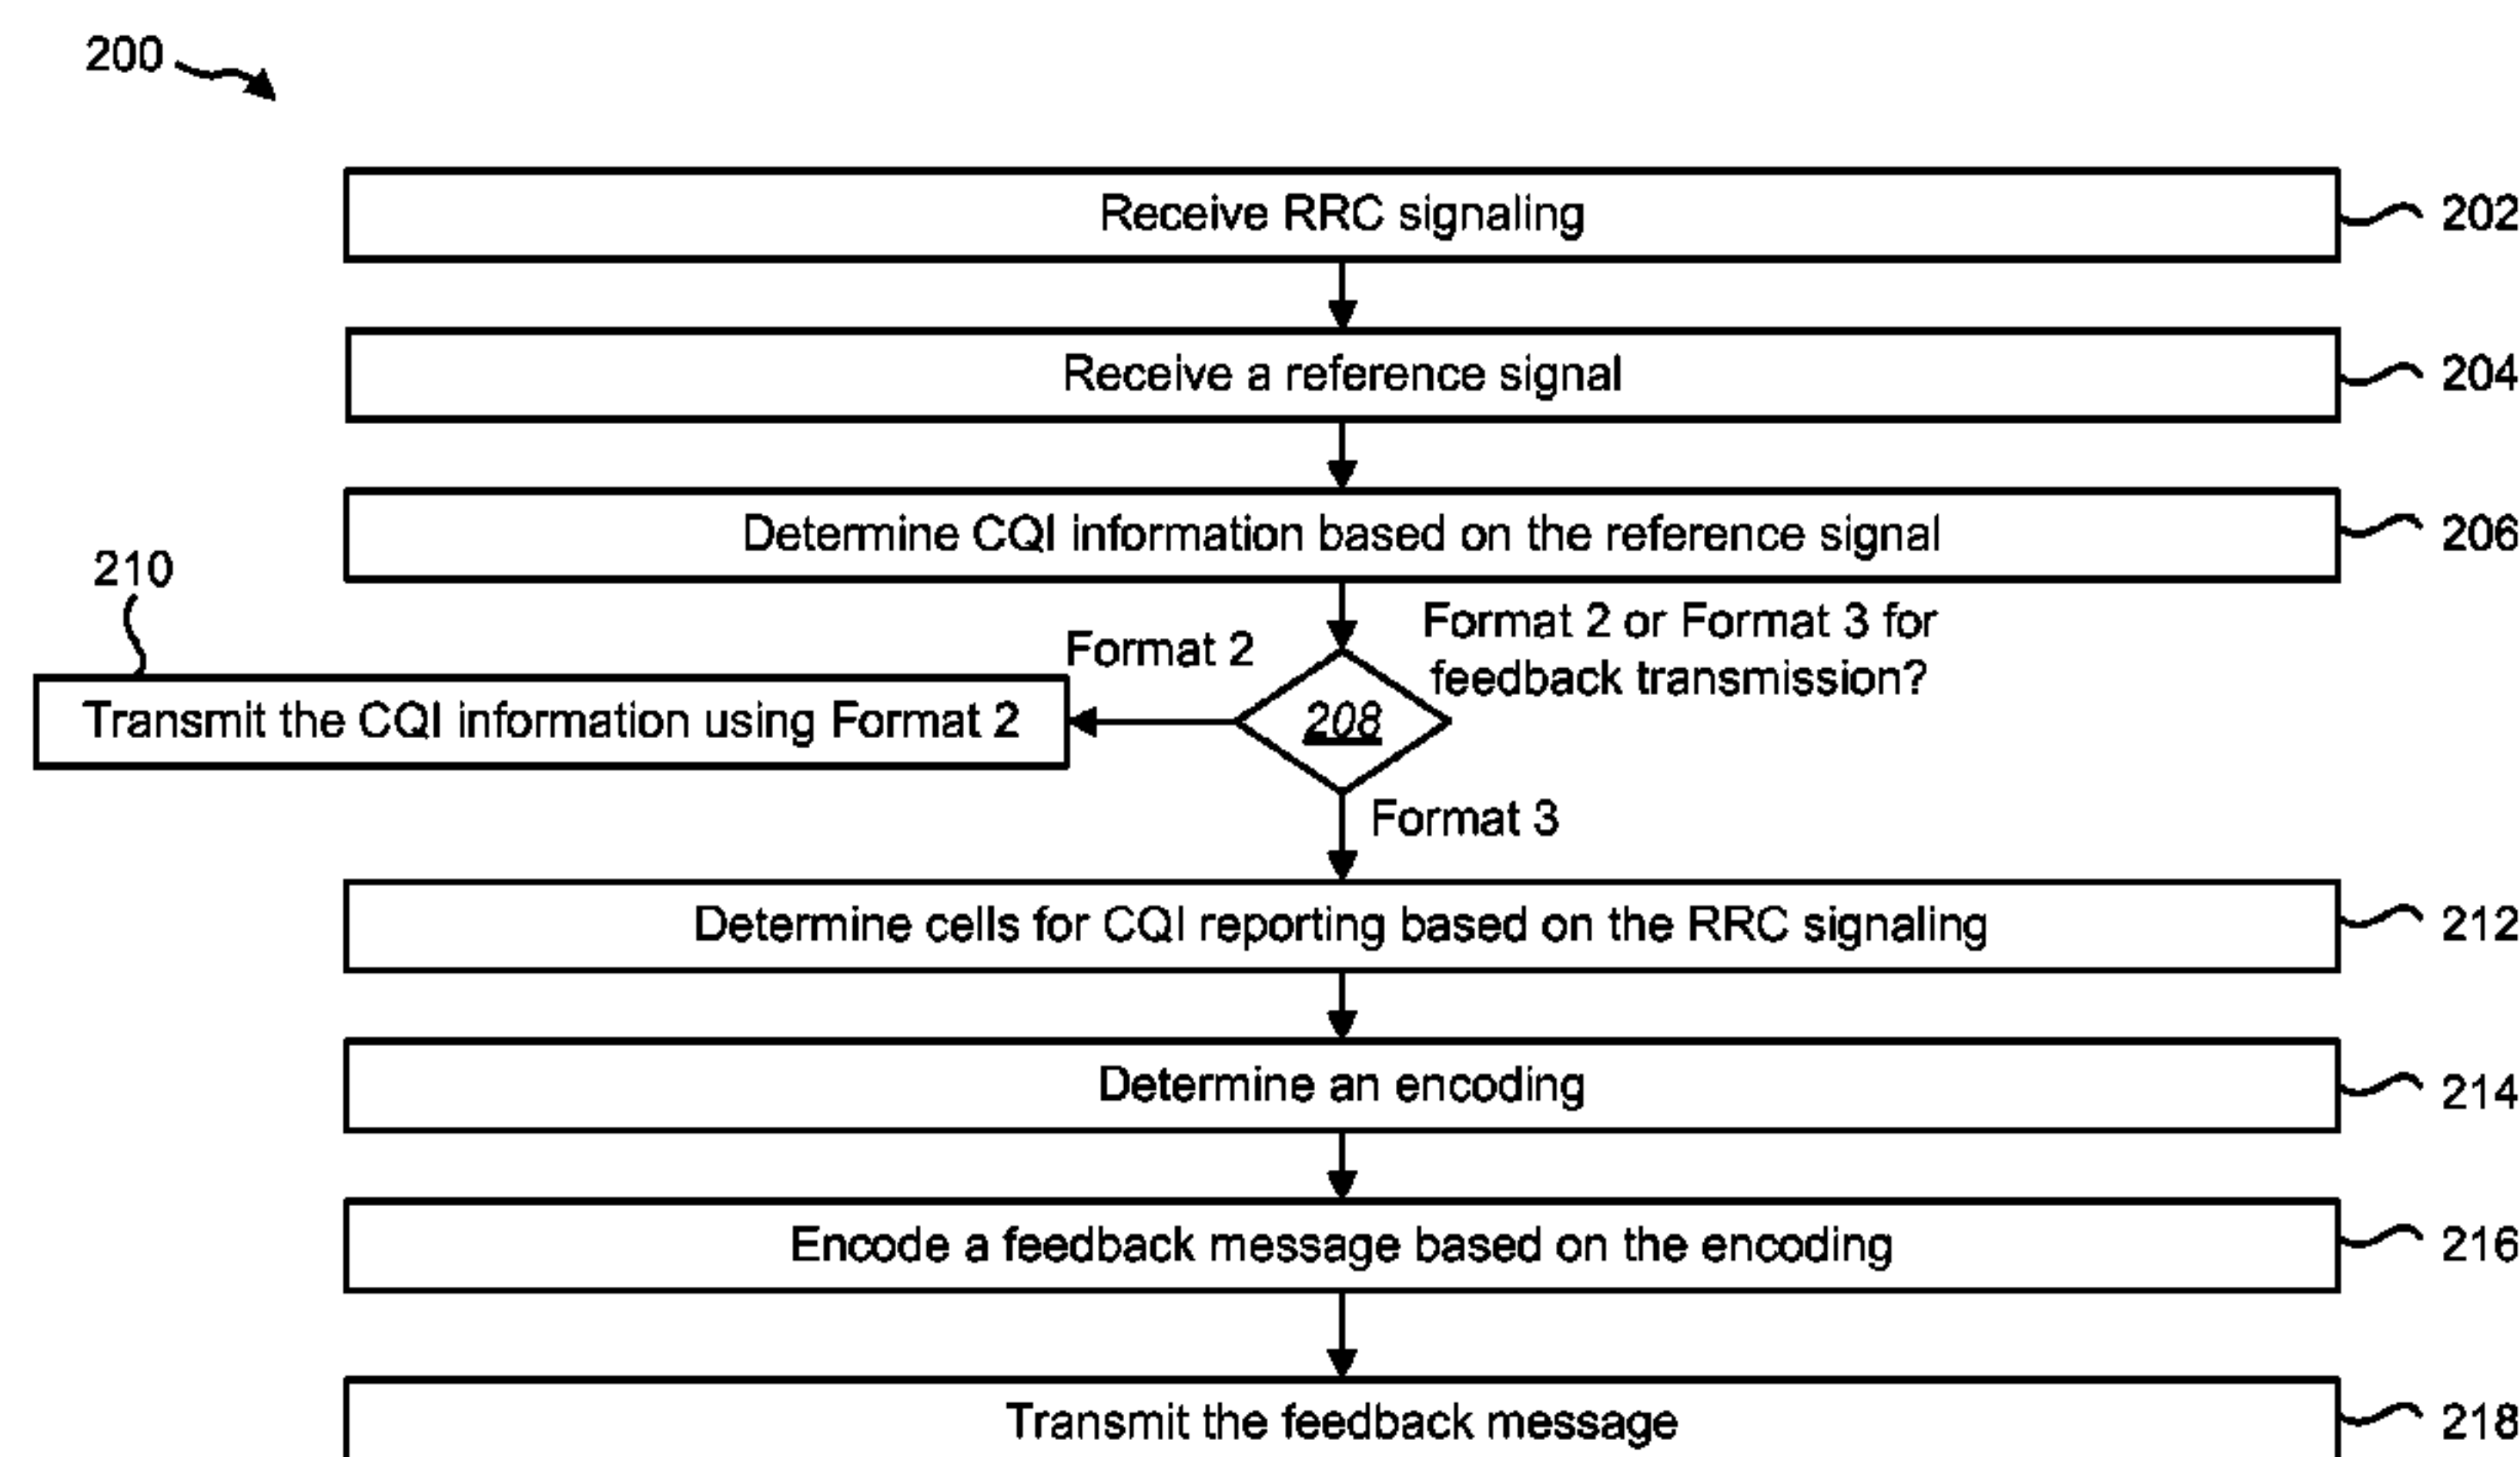 200
Receive RRC signaling
202
Receive a reference signal
204
Determine CQI information based on the reference signal
206
210
Format 2 or Format 3 for
feedback transmission?
Format 2
Transmit the CQI information using Format 2
208
Format 3
Determine cells for CQI reporting based on the RRC signaling
212
Determine an encoding
214
Encode a feedback message based on the encoding
216
Transmit the feedback message
218